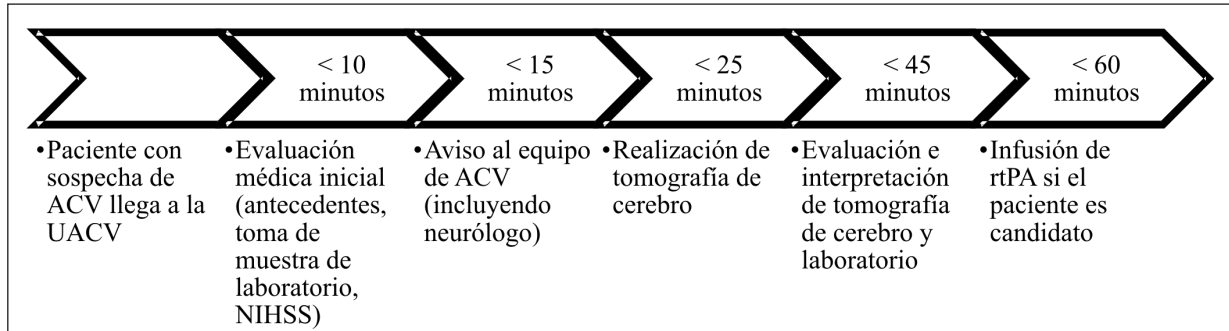 < 10
minutos
< 15
minutos
< 25
minutos
< 45
minutos
< 60
minutos
•Paciente con
sospecha de
ACV llega a la
UACV
•Evaluación
médica inicial
(antecedentes,
toma de
muestra de
laboratorio,
NIHSS)
•Aviso al equipo
de ACV
(incluyendo
neurólogo)
•Realización de
tomografía de
cerebro
•Evaluación e
interpretación
de tomografía
de cerebro y
laboratorio
•Infusión de
rtPA si el
paciente es
candidato